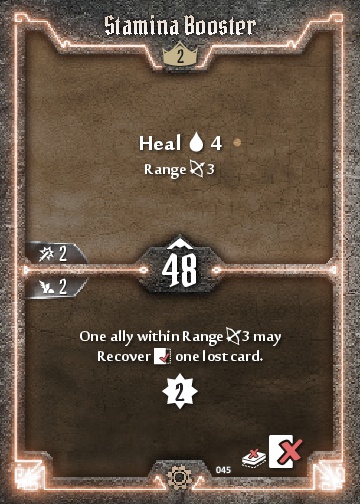 Stamina Booster
2
Heal 4
Range 3
2
48
2
One ally within Range 3 may
Recover one lost card.
2
045